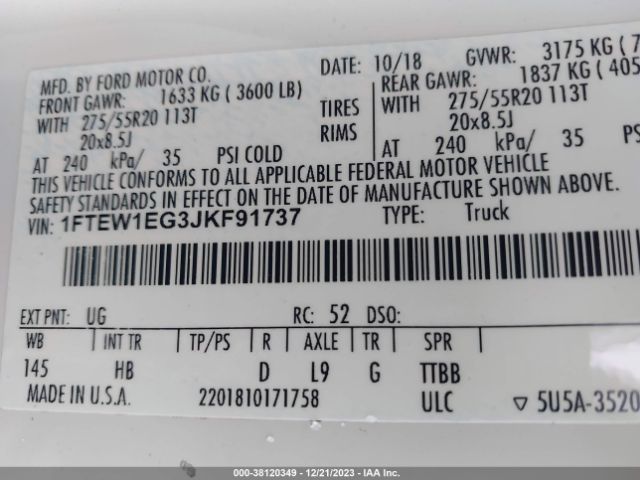 MFD. BY FORD MOTOR CO.
DATE: 10/18 GVWR: 3175 KG ( 7
FRONT GAWR: 1633 KG ( 3600 LB)
REAR GAWR: 1837 KG ( 405
WITH 275/55R20 113T TIRES WITH 275/55R20 113T
20x8.5J RIMS 20x8.5J
AT 240 kPa/ 35 PSI COLD AT 240 kPa/ 35 P
THIS VEHICLE CONFORMS TO ALL APPLICABLE FEDERAL MOTOR VEHICLE
SAFETY STANDARDS IN EFFECT ON THE DATE OF MANUFACTURE SHOWN ABOVE.
VIN: 1FTEW1EG3JKF91737 TYPE: Truck
EXT PNT: UG RC: 52 DSO:
WB INT TR TP/PS R AXLE TR SPR
145 HB D L9 G TTBB
MADE IN U.S.A. 2201810171758 ULC ▽ 5U5A-3520
000-38120349 - 12/21/2023 - IAA Inc.